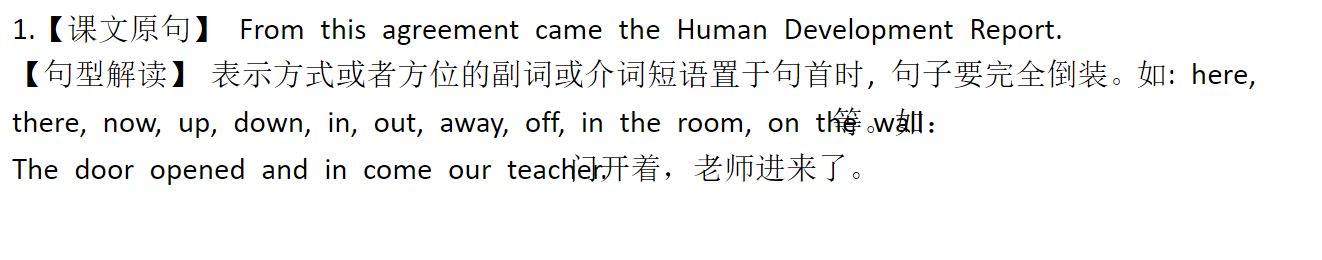 1.【课文原句】 From this agreement came the Human Development Report.
【句型解读】 表示方式或者方位的副词或介词短语置于句首时, 句子要完全倒装。如: here,
there, now, up, down, in, out, away, off, in the room, on the wall等。如：
The door opened and in come our teacher.门开着，老师进来了。